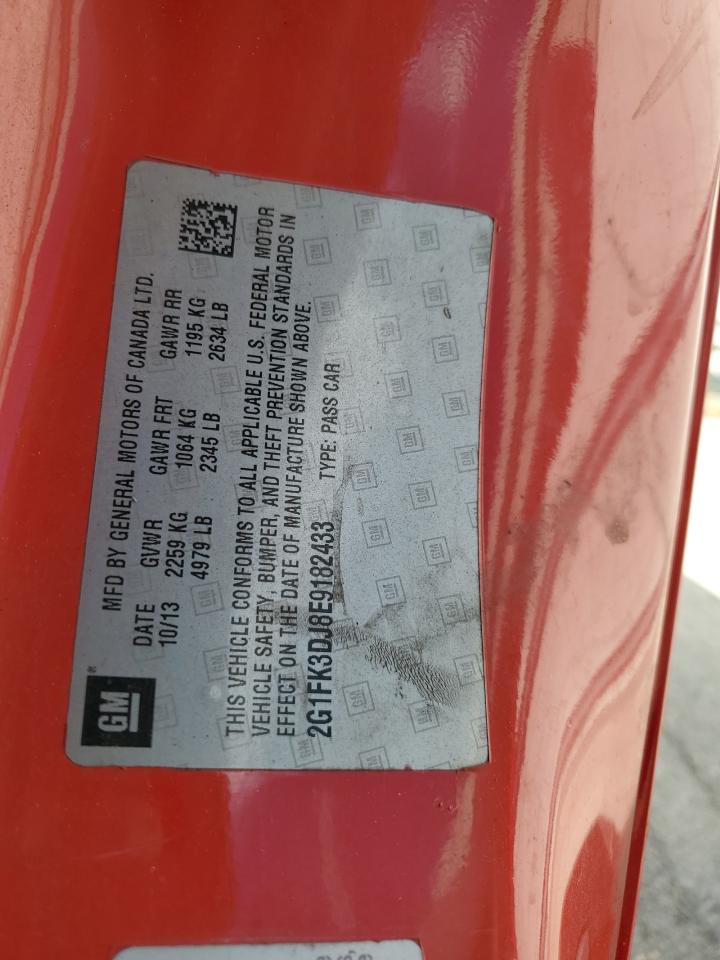 GM®
MFD BY GENERAL MOTORS OF CANADA LTD.
DATE GVWR GAWR FRT GAWR RR
10/13 2259 KG 1064 KG 1195 KG
4979 LB 2345 LB 2634 LB
THIS VEHICLE CONFORMS TO ALL APPLICABLE U.S. FEDERAL MOTOR
VEHICLE SAFETY, BUMPER, AND THEFT PREVENTION STANDARDS IN
EFFECT ON THE DATE OF MANUFACTURE SHOWN ABOVE.
2G1FK3DJ8E9182433 TYPE: PASS CAR